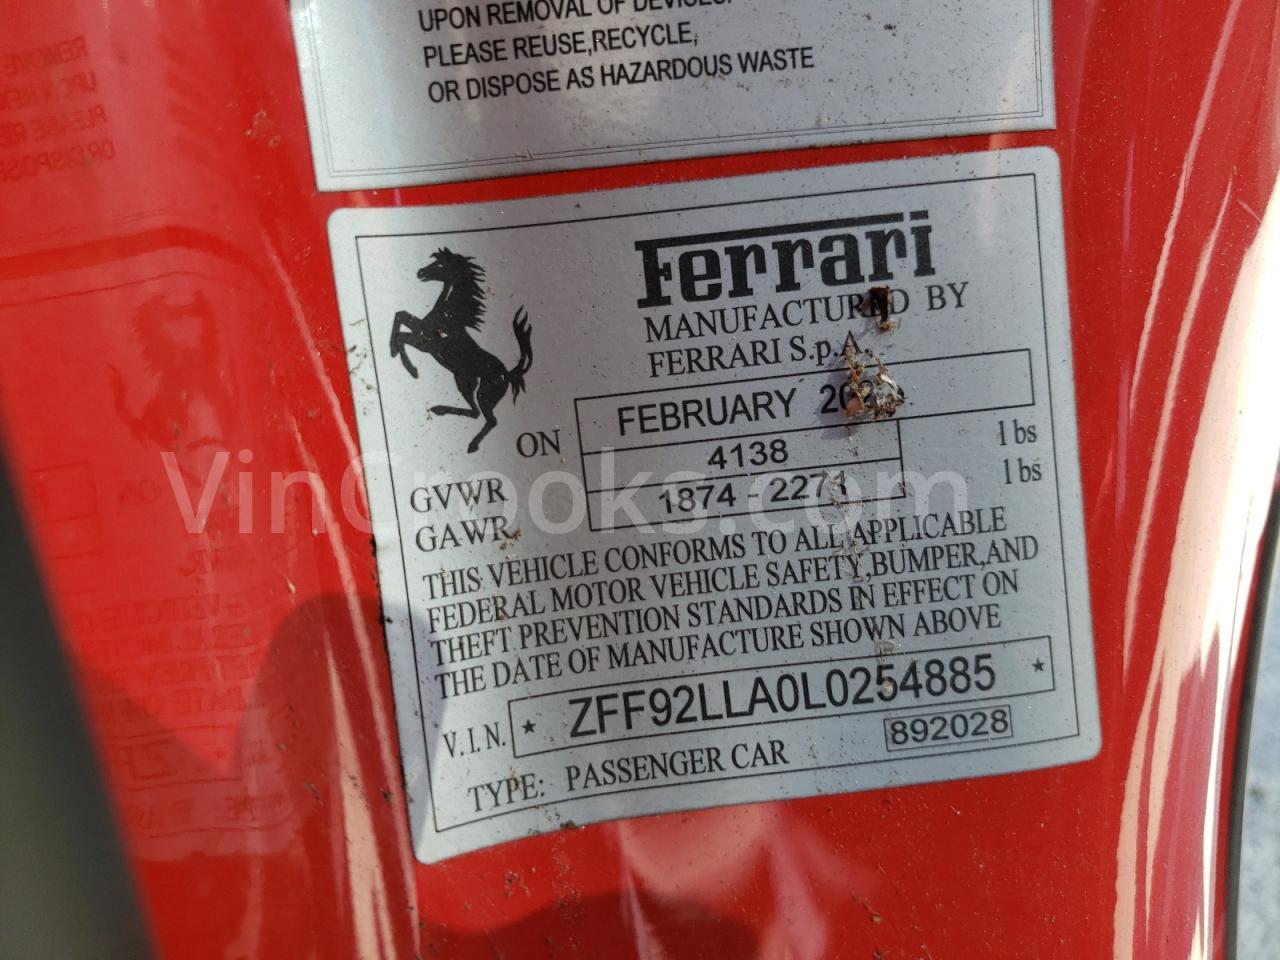 UPON REMOVAL OF DEVICES.
PLEASE REUSE,RECYCLE,
OR DISPOSE AS HAZARDOUS WASTE
Ferrari
MANUFACTURED BY
FERRARI S.p.A.
ON FEBRUARY
GVWR 4138 lbs
GAWR 1874 - 2271 lbs
THIS VEHICLE CONFORMS TO ALL APPLICABLE
FEDERAL MOTOR VEHICLE SAFETY,BUMPER,AND
THEFT PREVENTION STANDARDS IN EFFECT ON
THE DATE OF MANUFACTURE SHOWN ABOVE
V.I.N. * ZFF92LLA0L0254885 *
TYPE: PASSENGER CAR 892028
VinCrooks.com